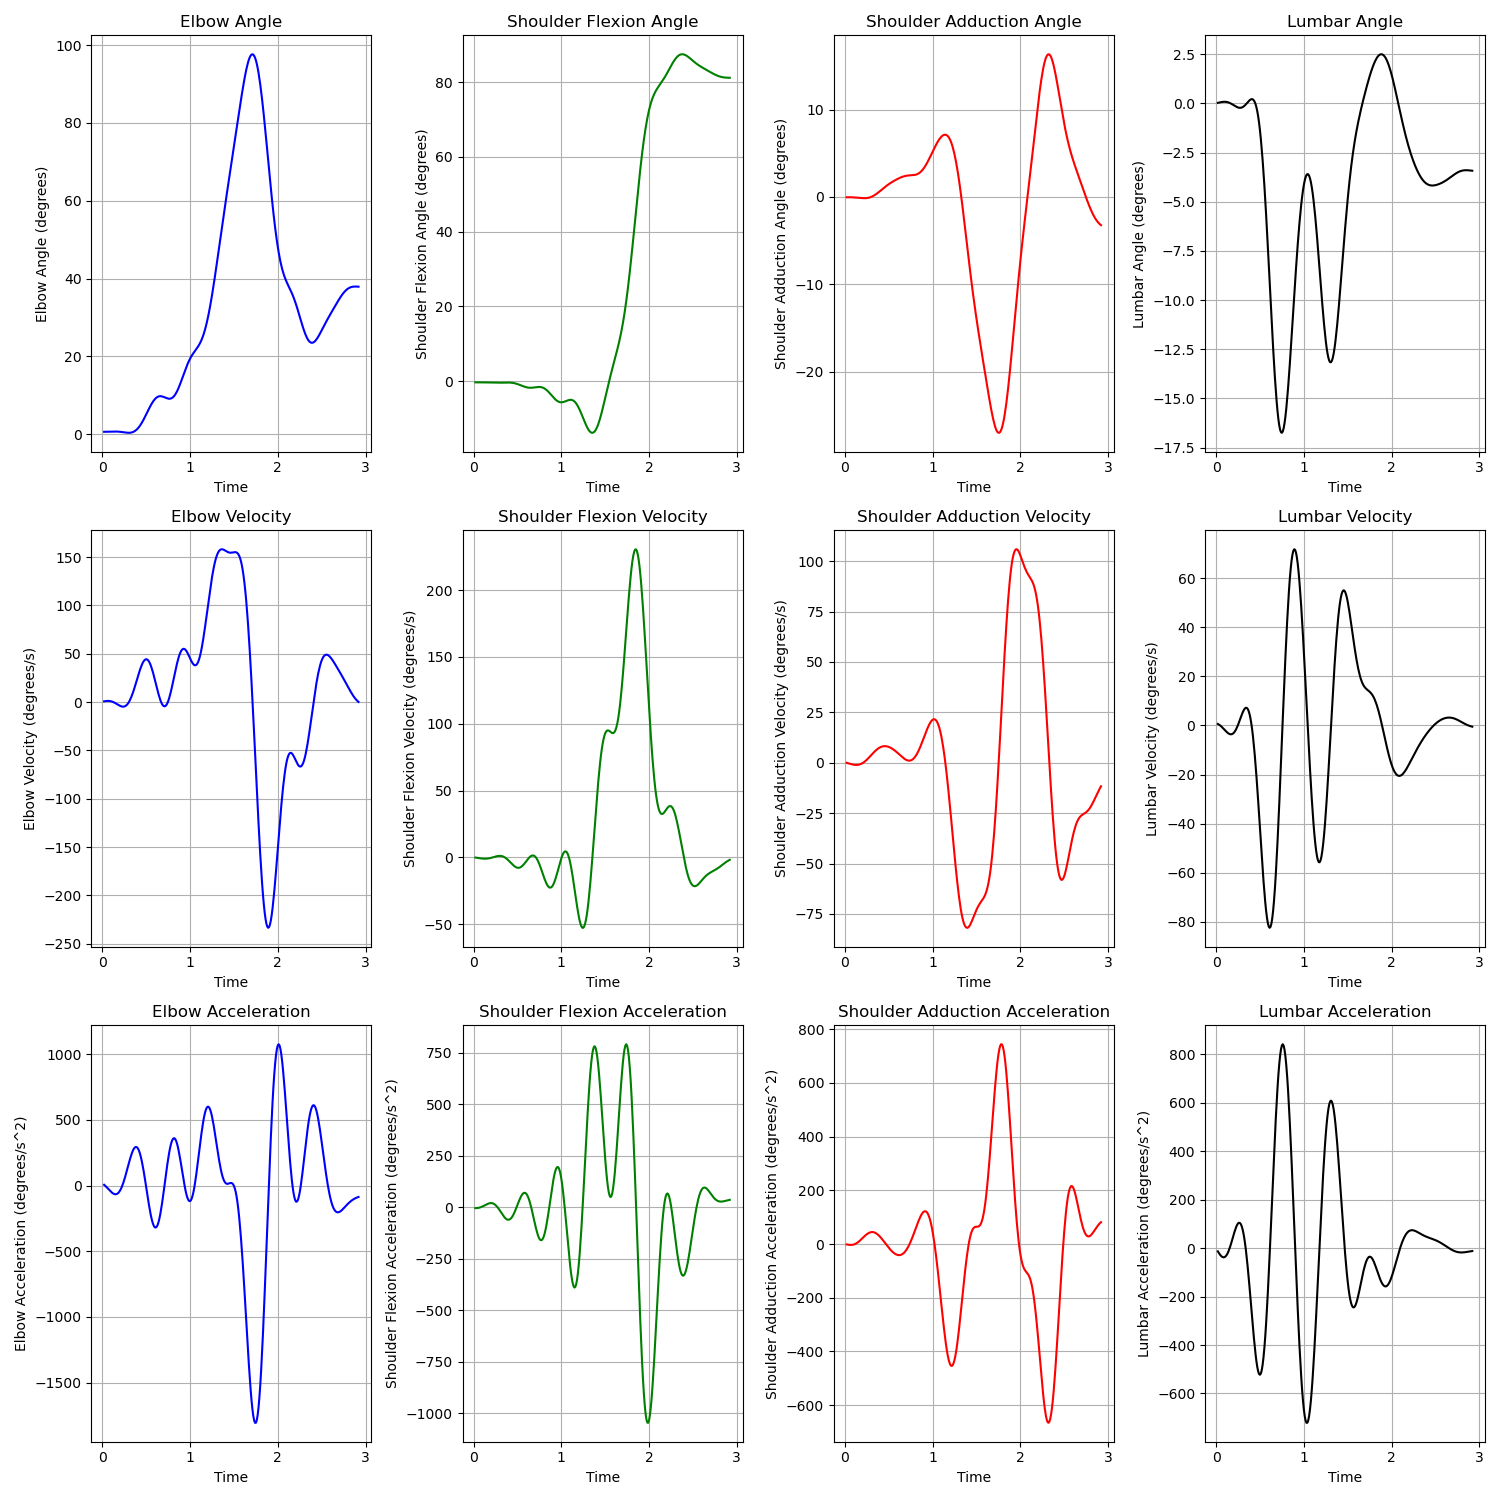 Elbow Angle
Elbow Angle (degrees)
100
80
60
40
20
0
0 1 2 3
Time
Shoulder Flexion Angle
Shoulder Flexion Angle (degrees)
80
60
40
20
0
0 1 2 3
Time
Shoulder Adduction Angle
Shoulder Adduction Angle (degrees)
10
0
−10
−20
0 1 2 3
Time
Lumbar Angle
Lumbar Angle (degrees)
2.5
0.0
−2.5
−5.0
−7.5
−10.0
−12.5
−15.0
−17.5
0 1 2 3
Time
Elbow Velocity
Elbow Velocity (degrees/s)
150
100
50
0
−50
−100
−150
−200
−250
0 1 2 3
Time
Shoulder Flexion Velocity
Shoulder Flexion Velocity (degrees/s)
200
150
100
50
0
−50
0 1 2 3
Time
Shoulder Adduction Velocity
Shoulder Adduction Velocity (degrees/s)
100
75
50
25
0
−25
−50
−75
0 1 2 3
Time
Lumbar Velocity
Lumbar Velocity (degrees/s)
60
40
20
0
−20
−40
−60
−80
0 1 2 3
Time
Elbow Acceleration
Elbow Acceleration (degrees/s^2)
1000
500
0
−500
−1000
−1500
0 1 2 3
Time
Shoulder Flexion Acceleration
Shoulder Flexion Acceleration (degrees/s^2)
750
500
250
0
−250
−500
−750
−1000
0 1 2 3
Time
Shoulder Adduction Acceleration
Shoulder Adduction Acceleration (degrees/s^2)
800
600
400
200
0
−200
−400
−600
0 1 2 3
Time
Lumbar Acceleration
Lumbar Acceleration (degrees/s^2)
800
600
400
200
0
−200
−400
−600
0 1 2 3
Time